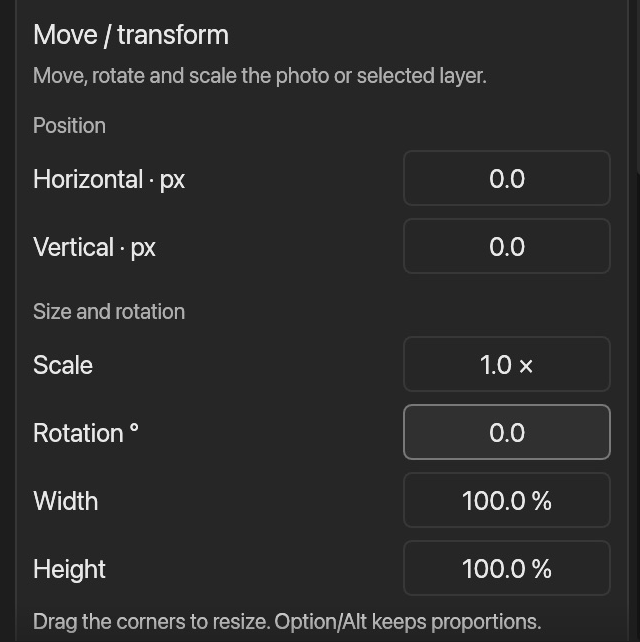 Move / transform
Move, rotate and scale the photo or selected layer.
Position
Horizontal · px 0.0
Vertical · px 0.0
Size and rotation
Scale 1.0 ×
Rotation ° 0.0
Width 100.0 %
Height 100.0 %
Drag the corners to resize. Option/Alt keeps proportions.